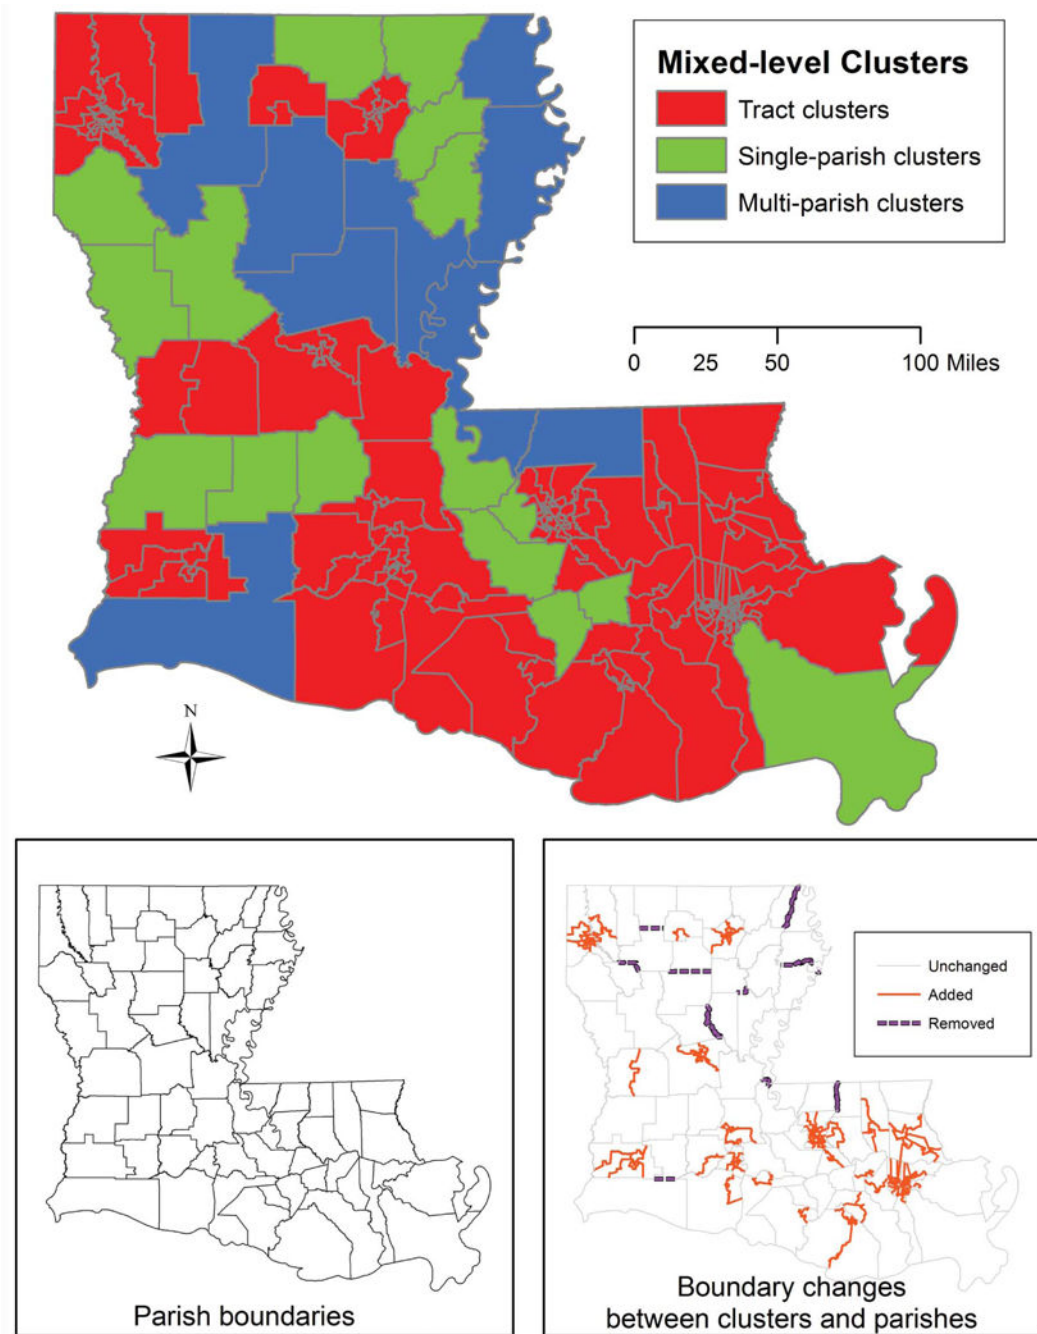 Mixed-level Clusters
Tract clusters
Single-parish clusters
Multi-parish clusters
0 25 50 100 Miles
N
Unchanged
Added
Removed
Parish boundaries
Boundary changes
between clusters and parishes